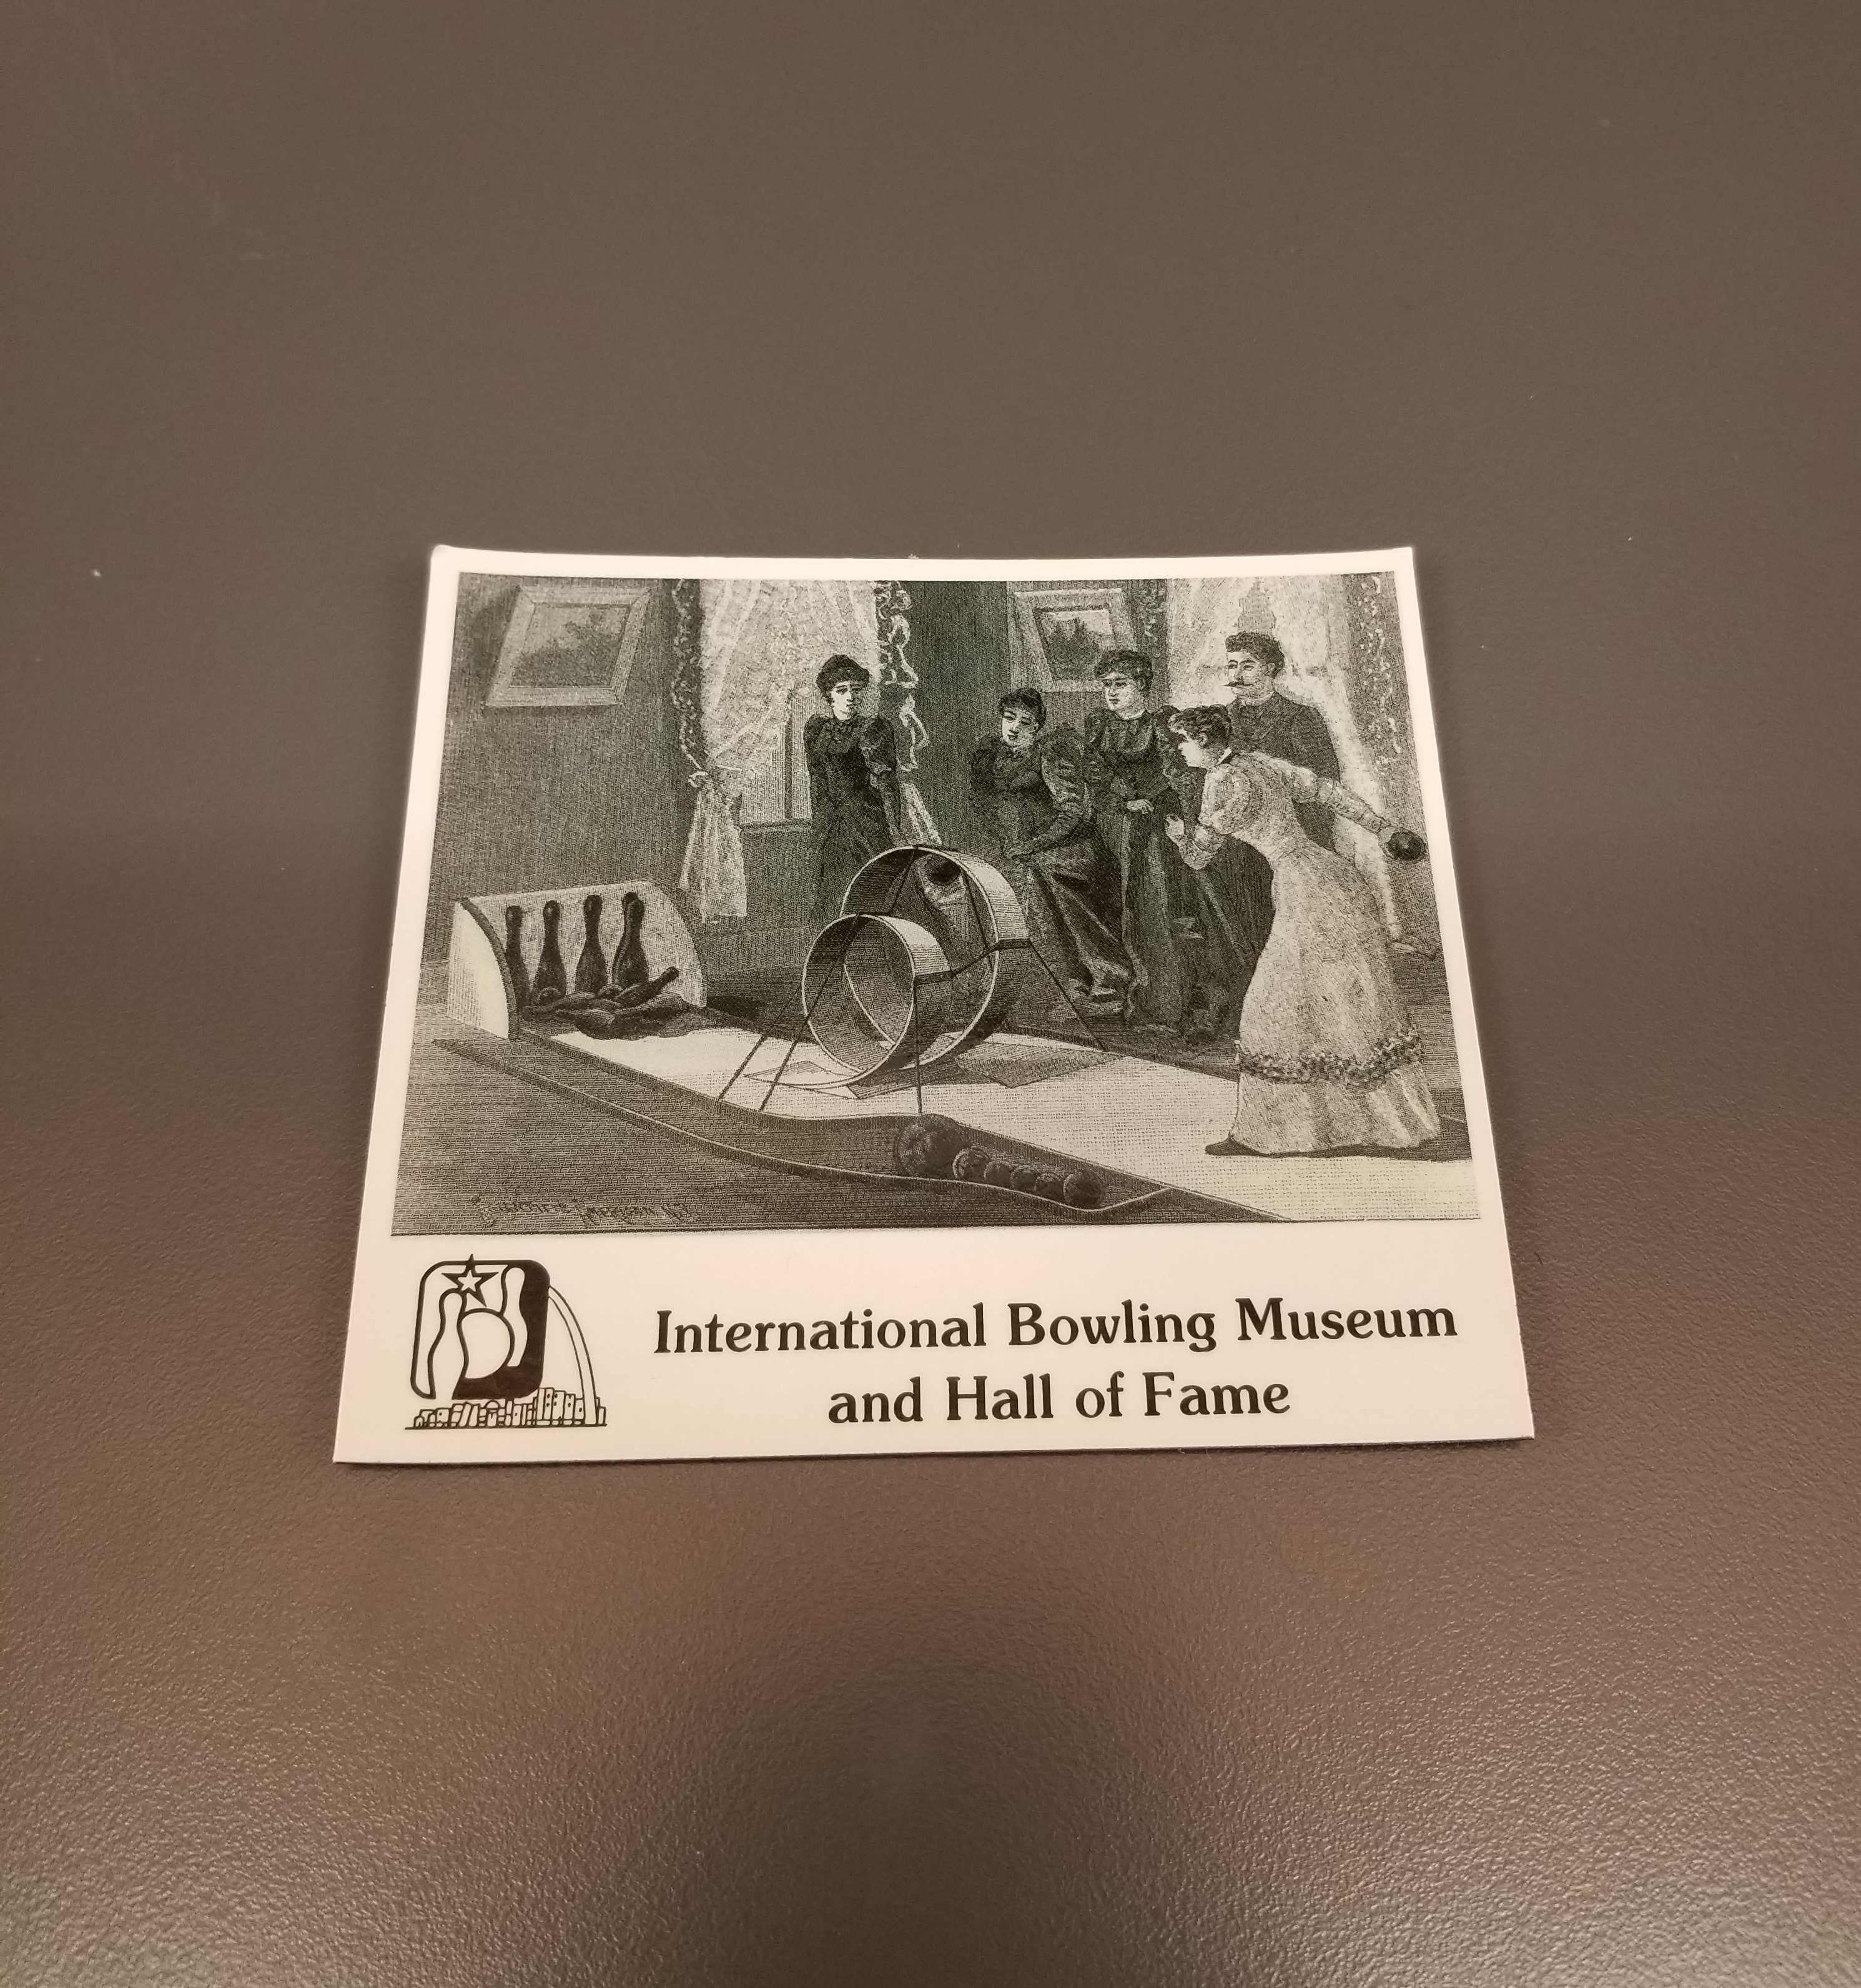 International Bowling Museum
and Hall of Fame